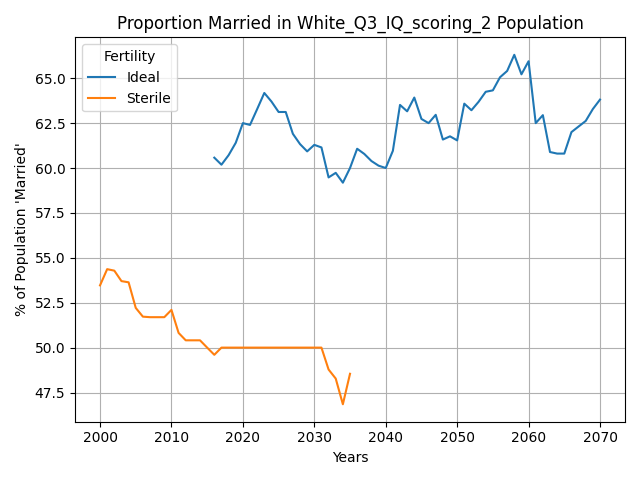 Proportion Married in White_Q3_IQ_scoring_2 Population
Fertility
Ideal
Sterile
% of Population 'Married'
65.0
62.5
60.0
57.5
55.0
52.5
50.0
47.5
2000 2010 2020 2030 2040 2050 2060 2070
Years